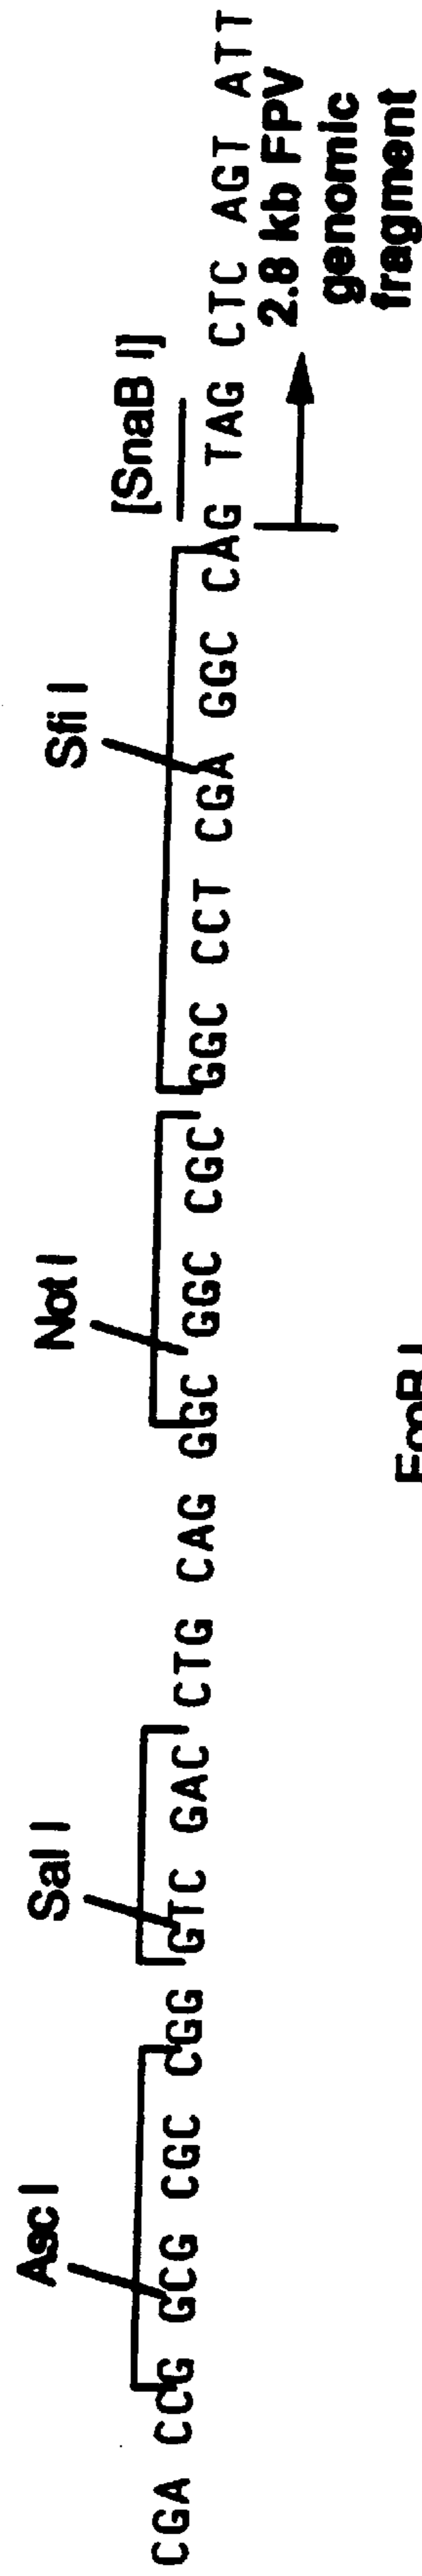 Asc I Sal I Not I Sfi I [SnaB I]
CGA CCG GCG CGC CGG GTC GAC CTG CAG GGC GGC CGC GGC CCT CGA GGC CAG TAG CTC AGT ATT
2.8 kb FPV
genomic
fragment